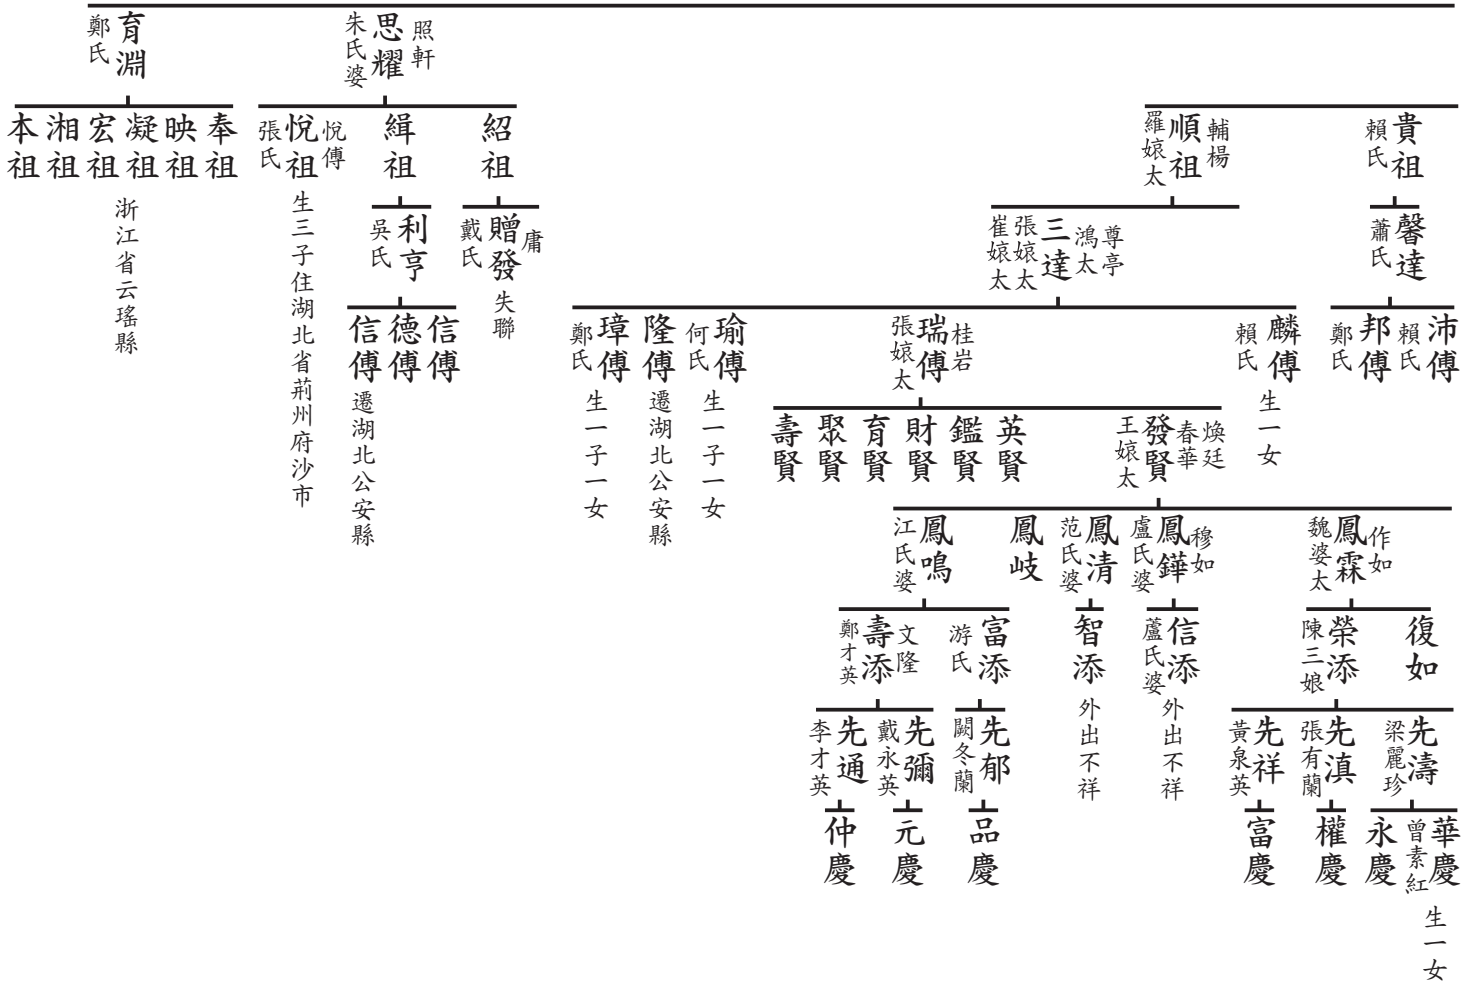 照軒
思耀
朱氏婆
育淵
鄭氏
貴祖
賴氏
輔楊
順祖
羅娘太
紹祖
緝祖
悅傅
悅祖
張氏
生三子住湖北省荊州府沙市
奉祖
映祖
凝祖
宏祖
湘祖
本祖
浙江省云瑤縣
馨達
蕭氏
尊亭
鴻太
三達
張娘太
崔娘太
庸
贈發
戴氏
失聯
利亨
吳氏
沛傅
賴氏
邦傅
鄭氏
麟傅
賴氏
生一女
桂岩
瑞傅
張娘太
瑜傅
何氏
生一子一女
隆傅
遷湖北公安縣
璋傅
鄭氏
生一子一女
信傅
德傅
信傅
遷湖北公安縣
煥廷
春華
發賢
王娘太
英賢
鑑賢
財賢
育賢
聚賢
壽賢
作如
鳳霖
魏婆太
穆如
鳳鏵
盧氏婆
鳳清
范氏婆
鳳岐
鳳鳴
江氏婆
復如
榮添
陳三娘
信添
蘆氏婆
外出不祥
智添
外出不祥
富添
游氏
文隆
壽添
鄭才英
先濤
梁麗珍
先滇
張有蘭
先祥
黃泉英
先郁
闕冬蘭
先彌
戴永英
先通
李才英
華慶
曾素紅
生一女
永慶
權慶
富慶
品慶
元慶
仲慶